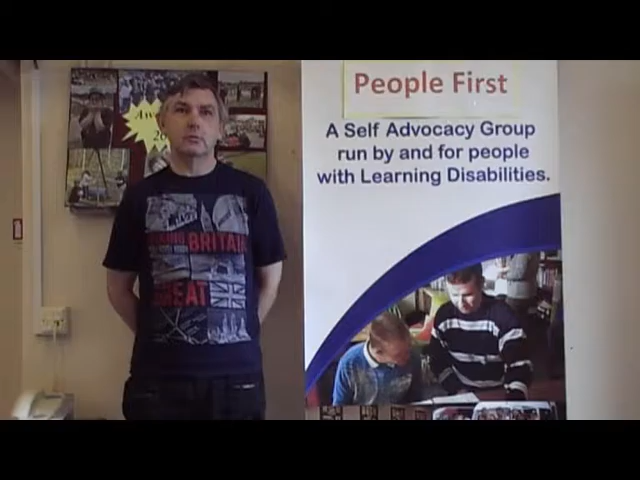 People First
A Self Advocacy Group
run by and for people
with Learning Disabilities.
BRITAIN
GREAT